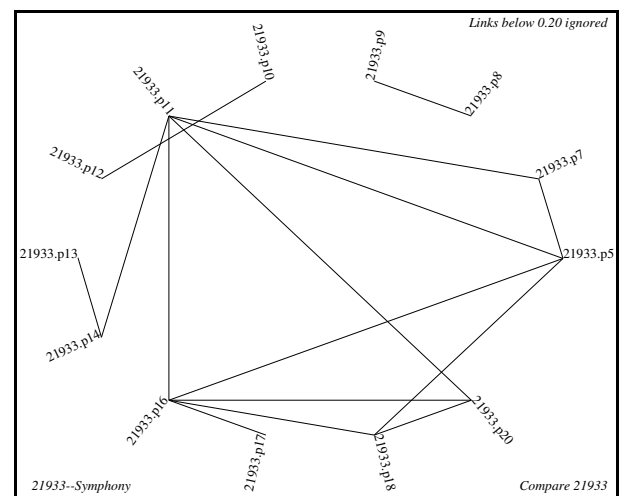 Links below 0.20 ignored
21933.p9
21933.p10
21933.p8
21933.p11
21933.p7
21933.p12
21933.p13
21933.p5
21933.p14
21933.p16
21933.p20
21933.p17
21933.p18
21933--Symphony
Compare 21933